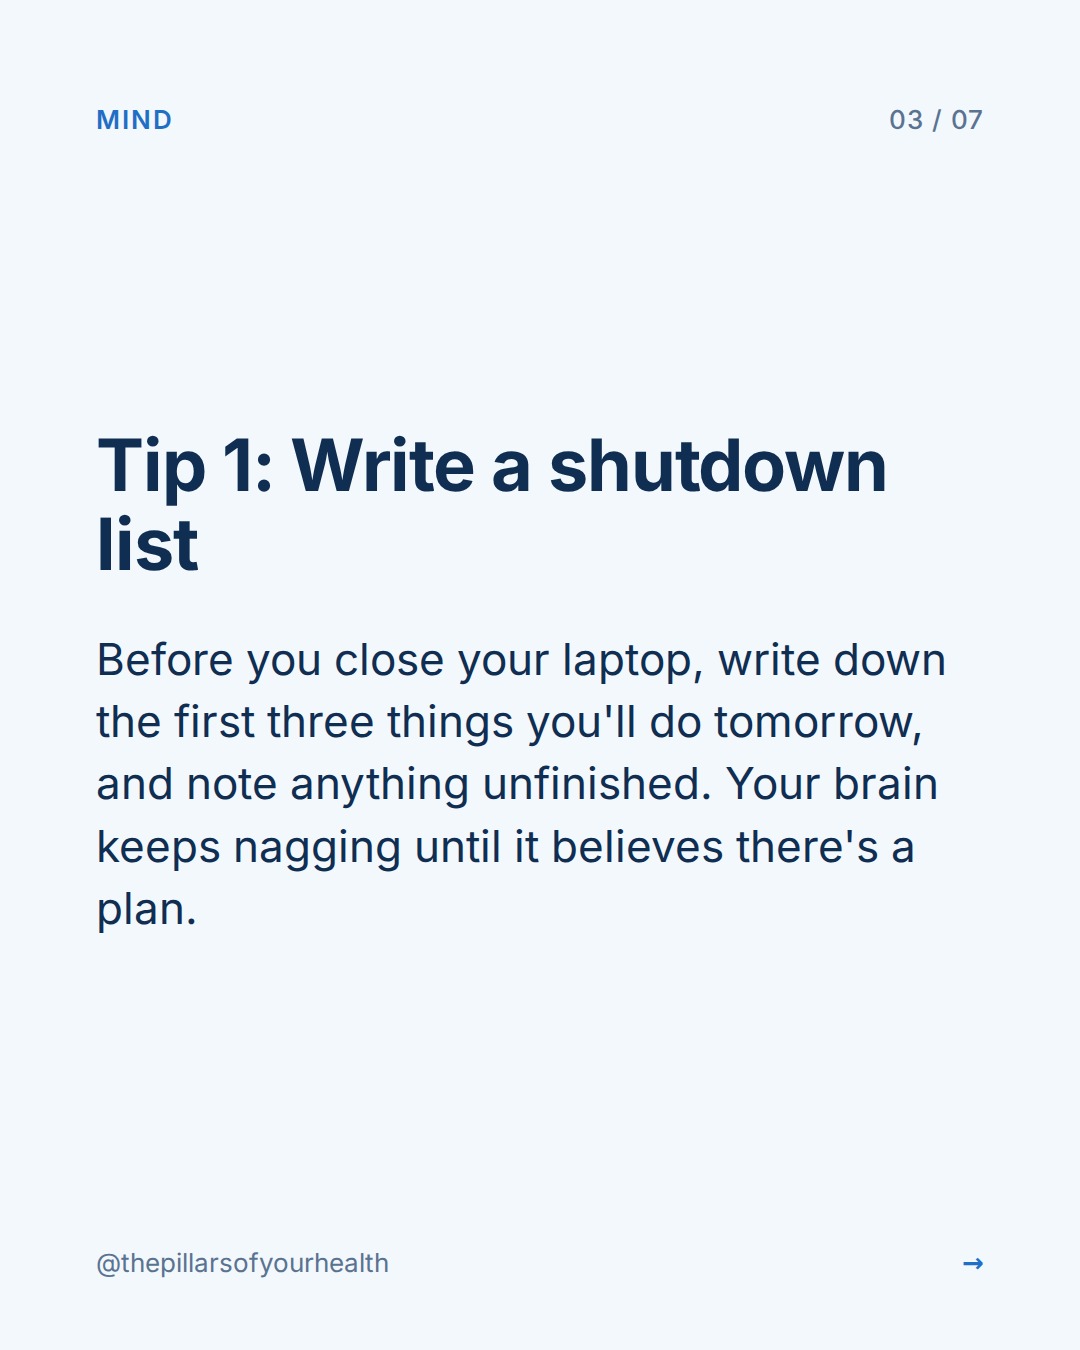 MIND
03 / 07
Tip 1: Write a shutdown
list
Before you close your laptop, write down
the first three things you'll do tomorrow,
and note anything unfinished. Your brain
keeps nagging until it believes there's a
plan.
@thepillarsofyourhealth
→